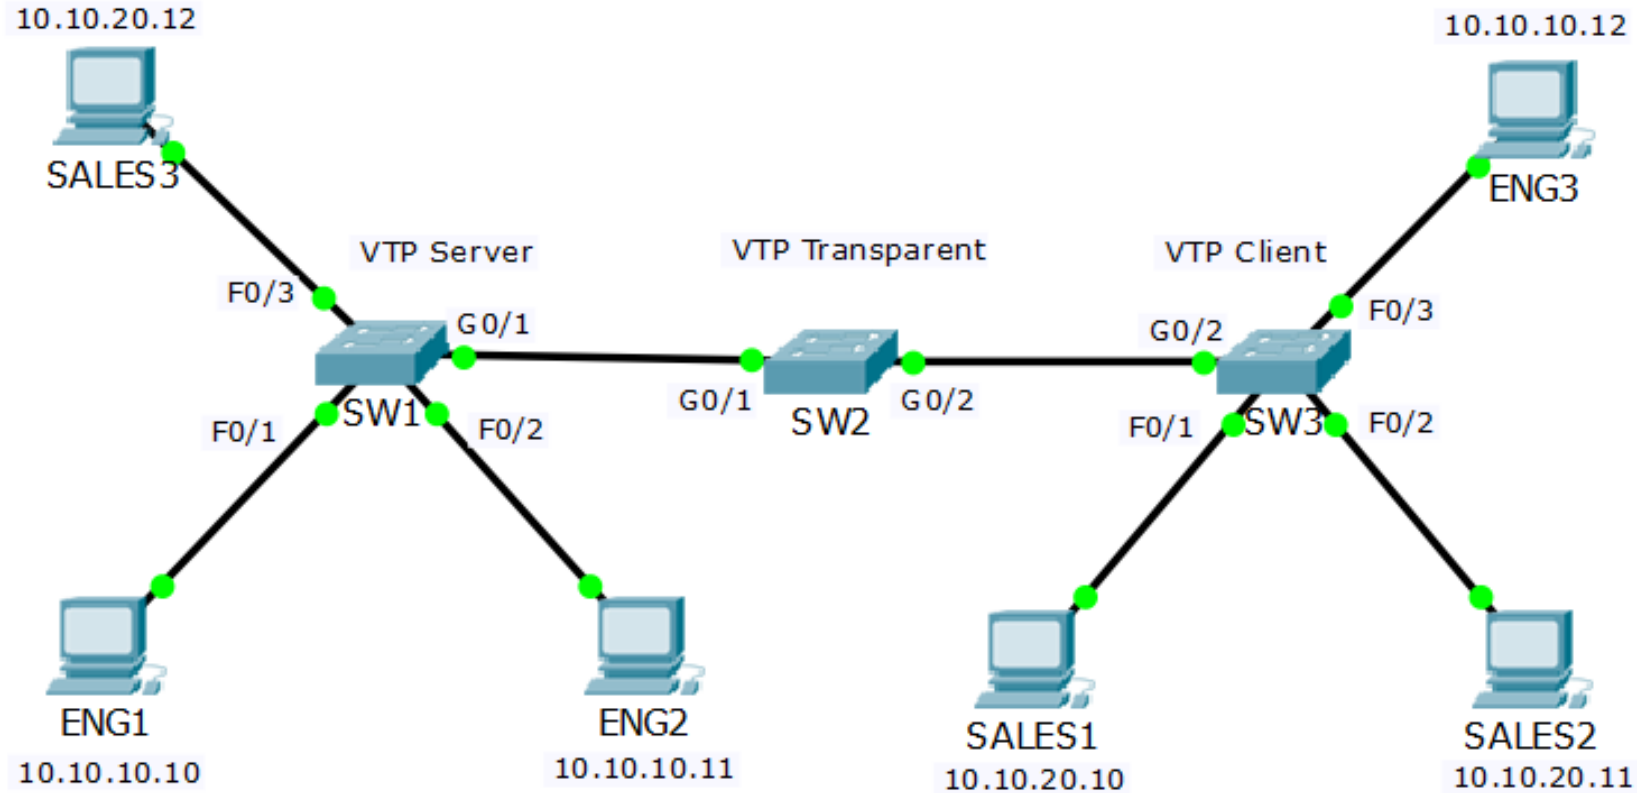 10.10.20.12
10.10.10.12
SALES3
ENG3
VTP Server
VTP Transparent
VTP Client
F0/3
G0/1
G0/2
F0/3
G0/1
G0/2
SW1
SW2
SW3
F0/1
F0/2
F0/1
F0/2
ENG1
ENG2
SALES1
SALES2
10.10.10.10
10.10.10.11
10.10.20.10
10.10.20.11